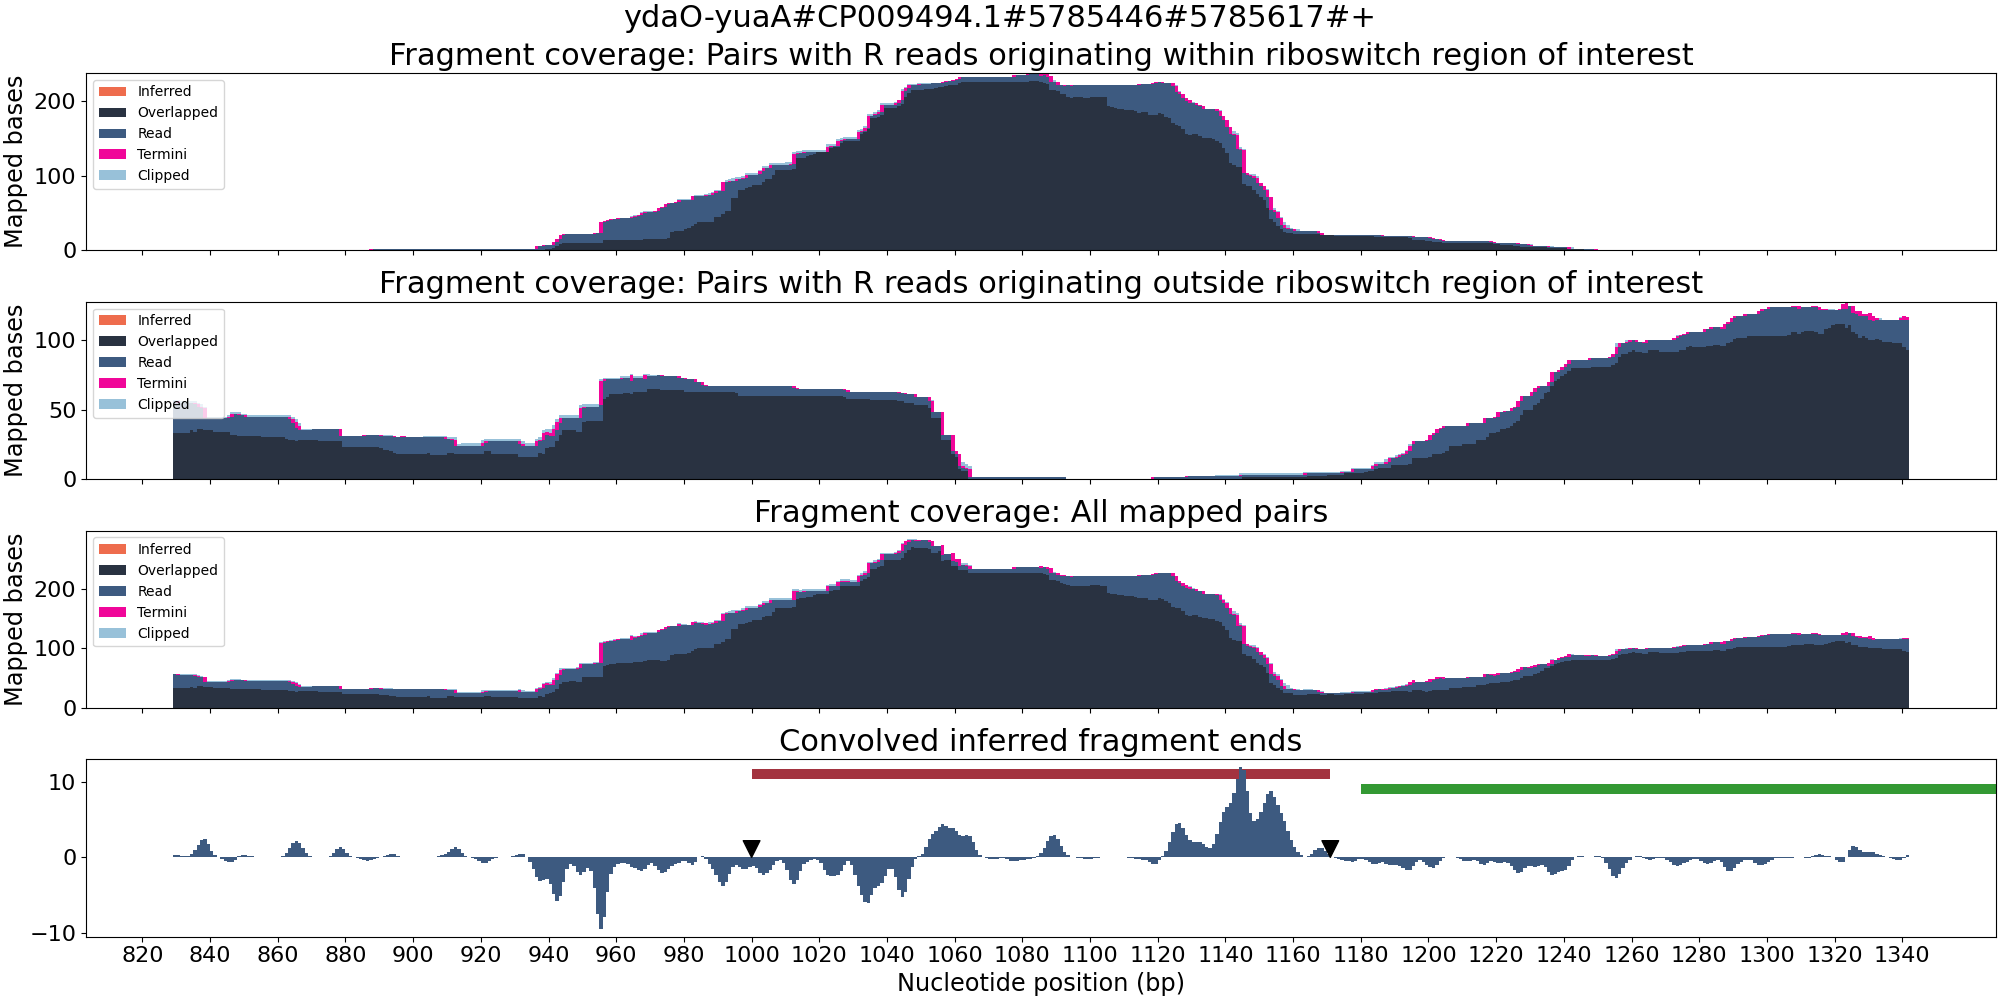 ydaO-yuaA#CP009494.1#5785446#5785617#+
Fragment coverage: Pairs with R reads originating within riboswitch region of interest
Mapped bases
200
100
0
Inferred
Overlapped
Read
Termini
Clipped
Fragment coverage: Pairs with R reads originating outside riboswitch region of interest
Mapped bases
100
50
0
Inferred
Overlapped
Read
Termini
Clipped
Fragment coverage: All mapped pairs
Mapped bases
200
100
0
Inferred
Overlapped
Read
Termini
Clipped
Convolved inferred fragment ends
10
0
−10
820 840 860 880 900 920 940 960 980 1000 1020 1040 1060 1080 1100 1120 1140 1160 1180 1200 1220 1240 1260 1280 1300 1320 1340
Nucleotide position (bp)